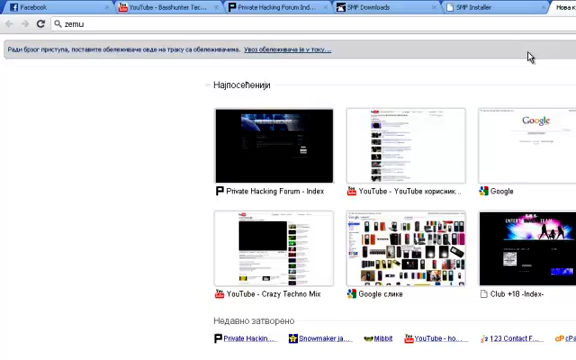 Facebook
YouTube - Basshunter Tec...
Private Hacking Forum Ind...
SMF Downloads
SMF Installer
Нова к
zemu
Ради брзог приступа, поставите обележиваче овде на траку са обележивачима. Увоз обележивача је у току...
Најпосећенији
Private Hacking Forum - Index
YouTube - YouTube корисник...
Google
YouTube - Crazy Techno Mix
Google слике
Club +18 -Index-
Недавно затворено
Private Hackin...
Snowmaker ja...
Mibbit
YouTube - ho...
123 Contact F...
cPa